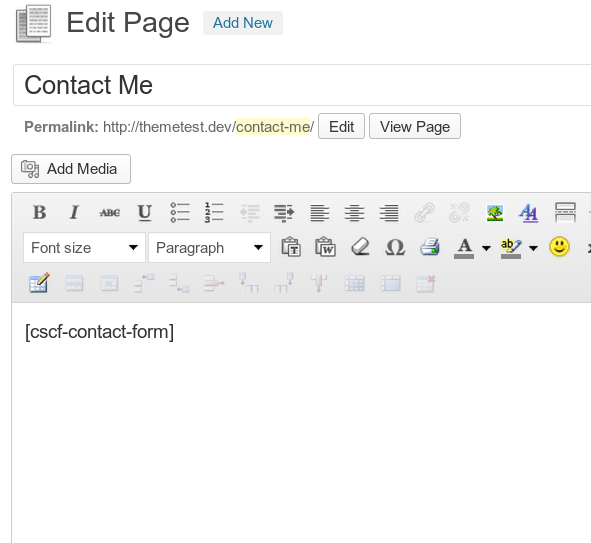 Edit Page Add New
Contact Me
Permalink: http://themetest.dev/contact-me/ Edit View Page
Add Media
B I ABC U
Font size Paragraph T W Ω A ab
[cscf-contact-form]